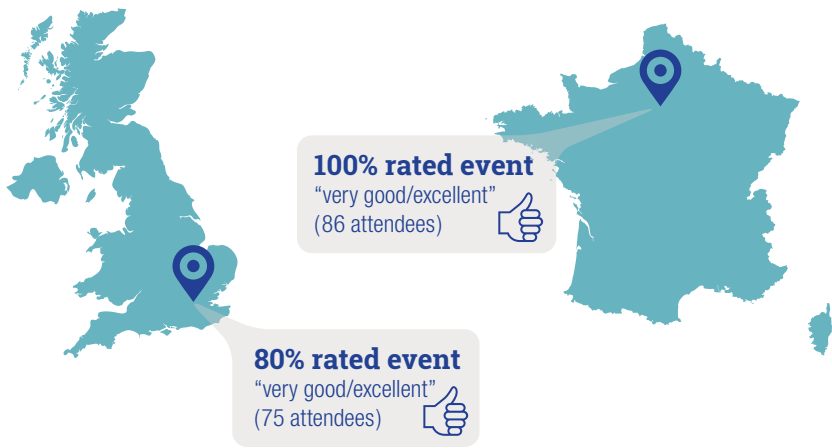 100% rated event
“very good/excellent”
(86 attendees)
80% rated event
“very good/excellent”
(75 attendees)